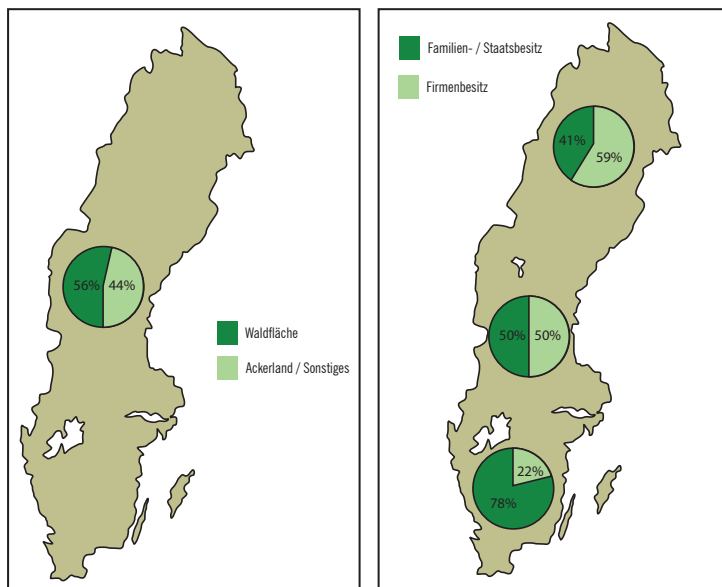 56% 44%
Waldfläche
Ackerland / Sonstiges
Familien- / Staatsbesitz
Firmenbesitz
41%
59%
50% 50%
22%
78%